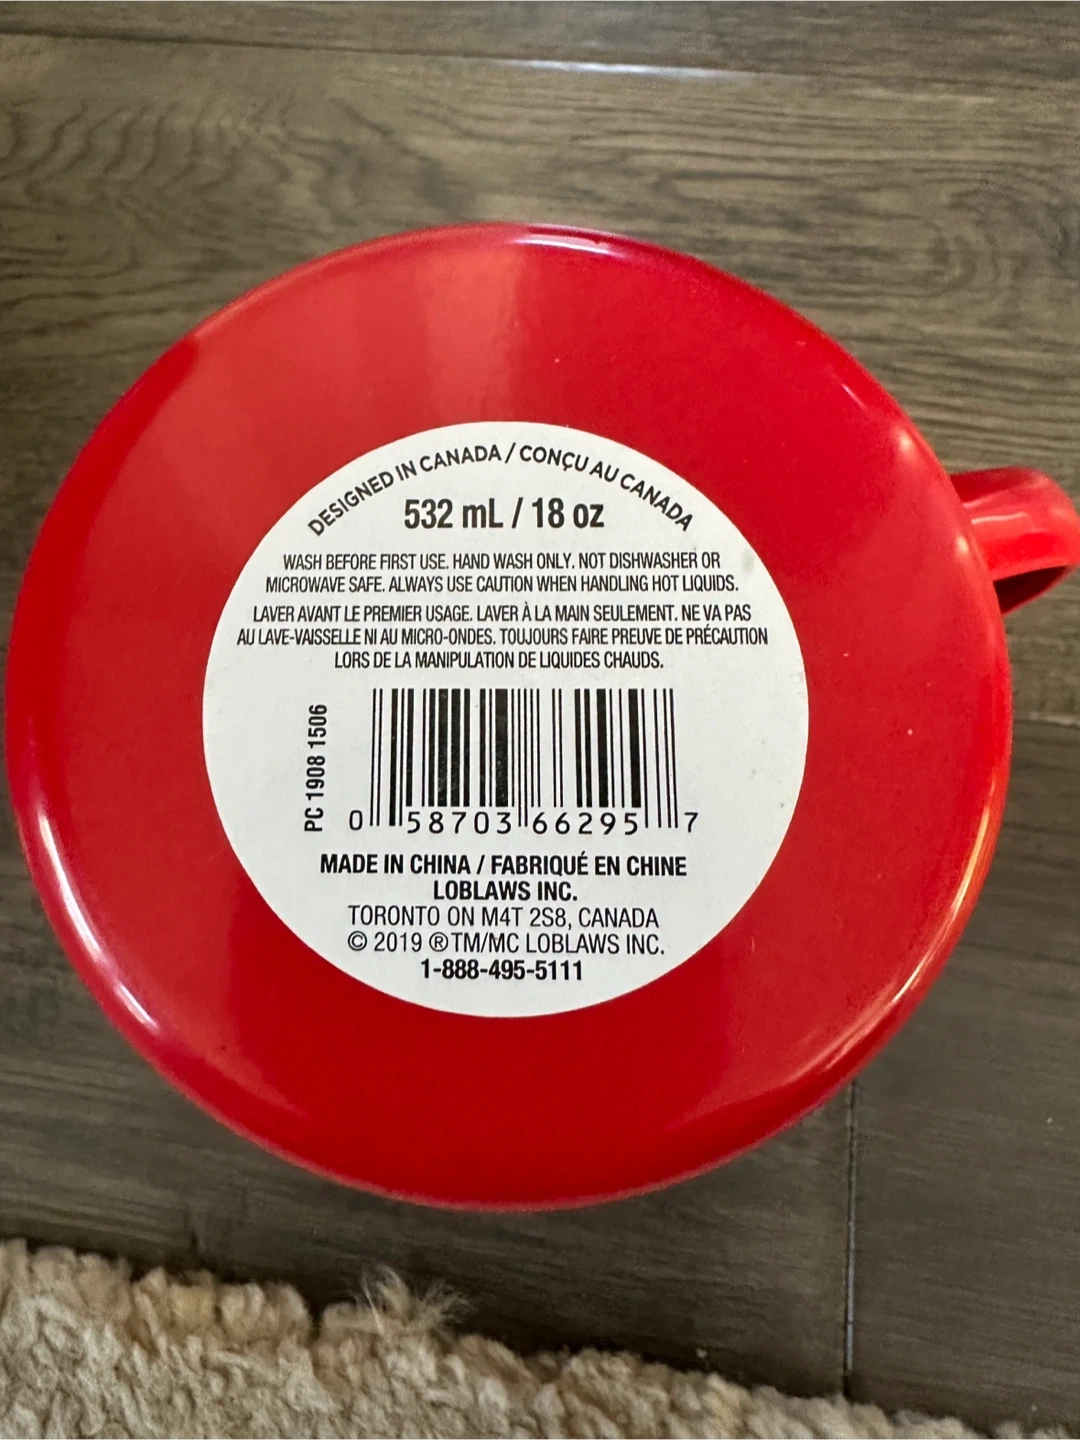 DESIGNED IN CANADA / CONÇU AU CANADA
532 mL / 18 oz
WASH BEFORE FIRST USE. HAND WASH ONLY. NOT DISHWASHER OR
MICROWAVE SAFE. ALWAYS USE CAUTION WHEN HANDLING HOT LIQUIDS.
LAVER AVANT LE PREMIER USAGE. LAVER À LA MAIN SEULEMENT. NE VA PAS
AU LAVE-VAISSELLE NI AU MICRO-ONDES. TOUJOURS FAIRE PREUVE DE PRÉCAUTION
LORS DE LA MANIPULATION DE LIQUIDES CHAUDS.
PC 1908 1506
0 58703 66295 7
MADE IN CHINA / FABRIQUÉ EN CHINE
LOBLAWS INC.
TORONTO ON M4T 2S8, CANADA
© 2019 ®TM/MC LOBLAWS INC.
1-888-495-5111